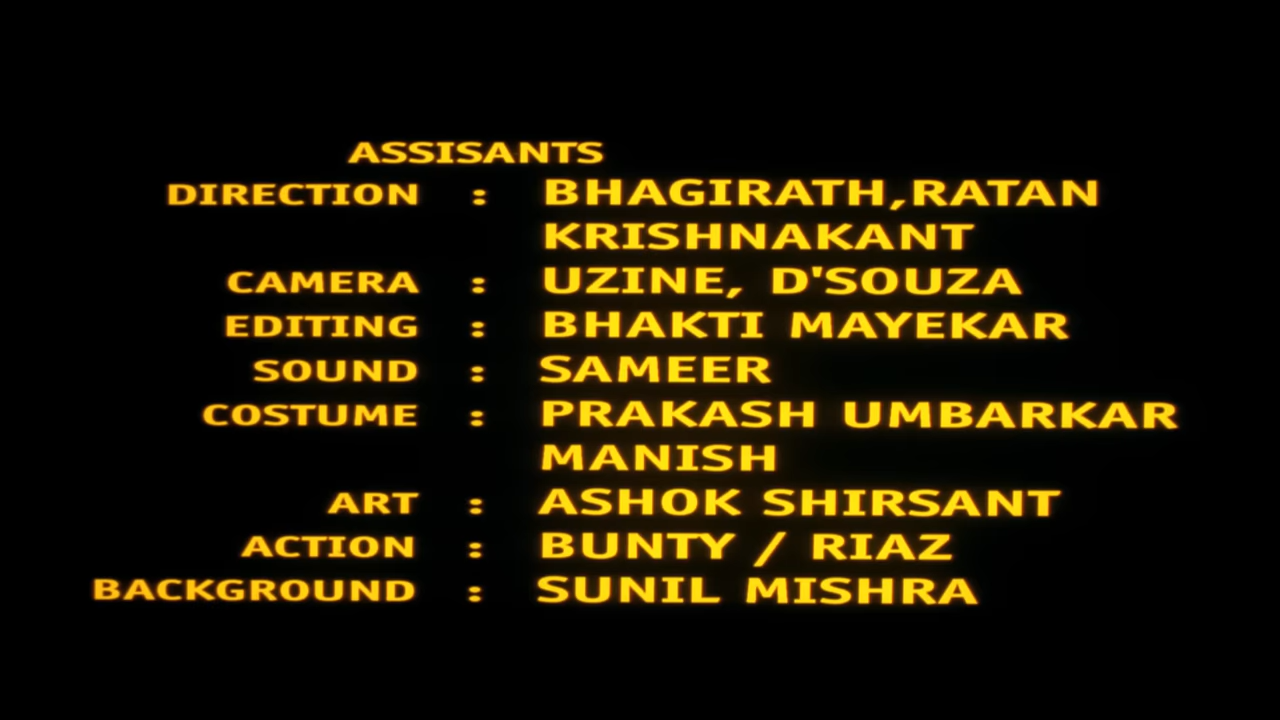 ASSISANTS
DIRECTION : BHAGIRATH,RATAN
KRISHNAKANT
CAMERA : UZINE, D'SOUZA
EDITING : BHAKTI MAYEKAR
SOUND : SAMEER
COSTUME : PRAKASH UMBARKAR
MANISH
ART : ASHOK SHIRSANT
ACTION : BUNTY / RIAZ
BACKGROUND : SUNIL MISHRA